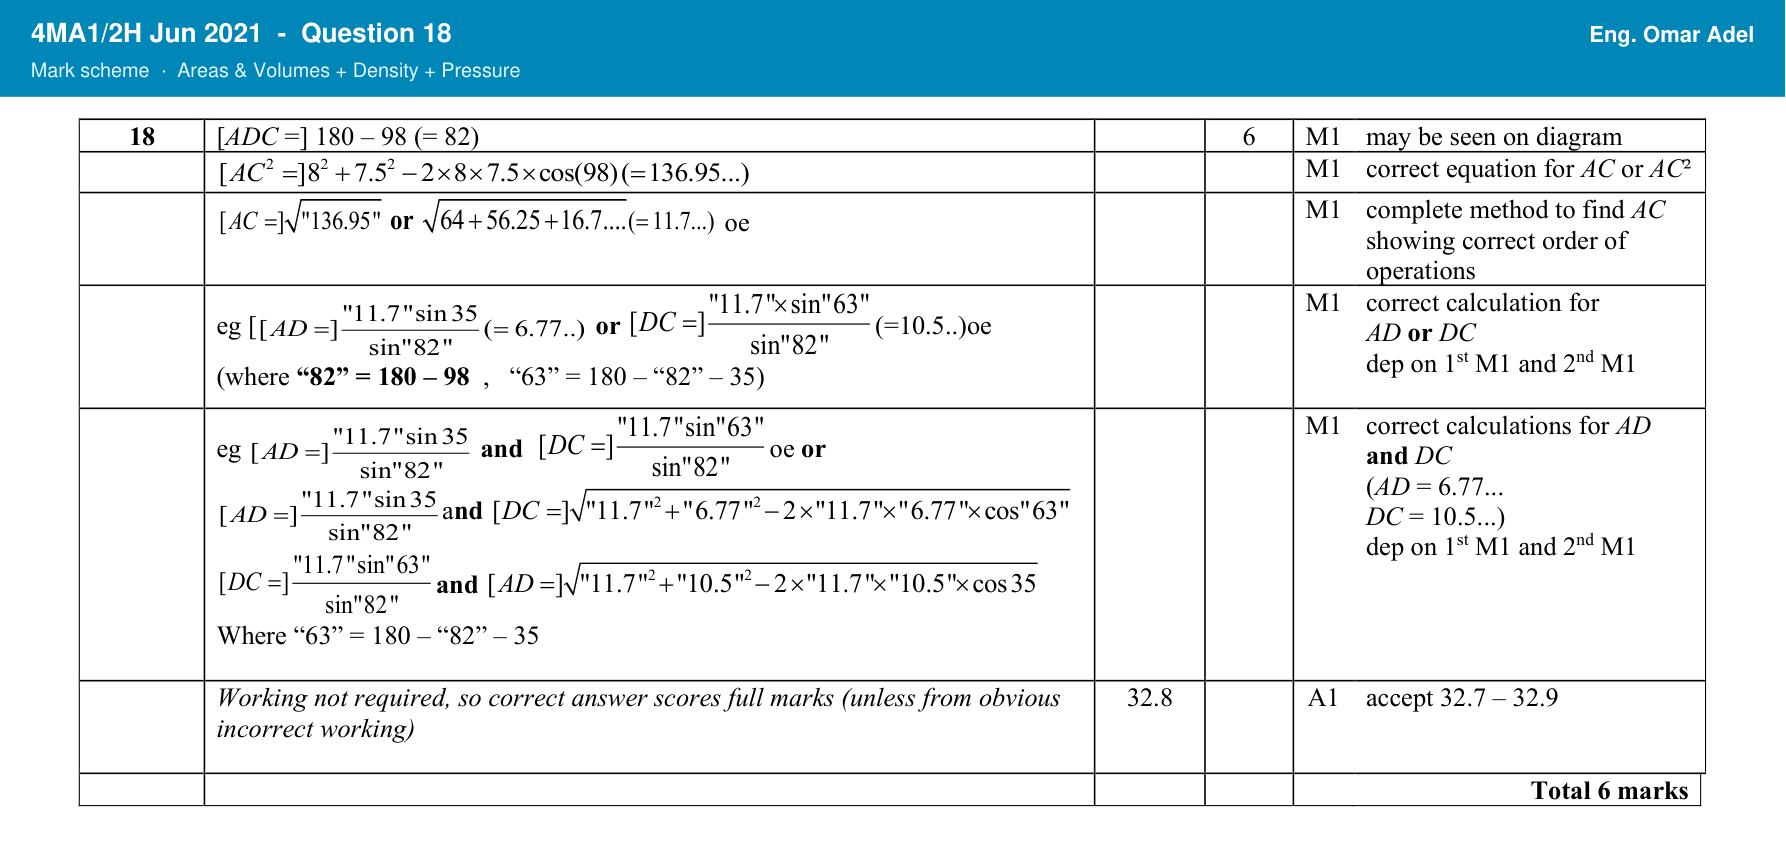 4MA1/2H Jun 2021 - Question 18
Eng. Omar Adel
Mark scheme · Areas & Volumes + Density + Pressure
18 [ADC =] 180 – 98 (= 82) 6 M1 may be seen on diagram
[AC² =]8² + 7.5² − 2×8×7.5×cos(98)(=136.95...) M1 correct equation for AC or AC²
[AC =]√"136.95" or √64+56.25+16.7....(=11.7...) oe M1 complete method to find AC
showing correct order of
operations
eg [[AD =] "11.7"sin 35 / sin"82" (= 6.77..) or [DC =] "11.7"×sin"63" / sin"82" (=10.5..)oe M1 correct calculation for
AD or DC
(where “82” = 180 – 98 , “63” = 180 – “82” – 35) dep on 1st M1 and 2nd M1
eg [AD =] "11.7"sin 35 / sin"82" and [DC =] "11.7"sin"63" / sin"82" oe or M1 correct calculations for AD
and DC
[AD =] "11.7"sin 35 / sin"82" and [DC =]√"11.7"²+"6.77"²−2×"11.7"×"6.77"×cos"63" (AD = 6.77...
DC = 10.5...)
dep on 1st M1 and 2nd M1
[DC =] "11.7"sin"63" / sin"82" and [AD =]√"11.7"²+"10.5"²−2×"11.7"×"10.5"×cos35
Where “63” = 180 – “82” – 35
Working not required, so correct answer scores full marks (unless from obvious 32.8 A1 accept 32.7 – 32.9
incorrect working)
Total 6 marks